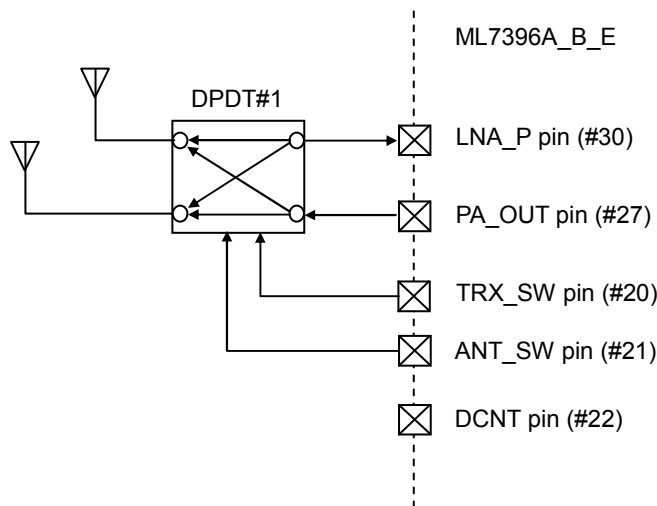 ML7396A_B_E
DPDT#1
LNA_P pin (#30)
PA_OUT pin (#27)
TRX_SW pin (#20)
ANT_SW pin (#21)
DCNT pin (#22)